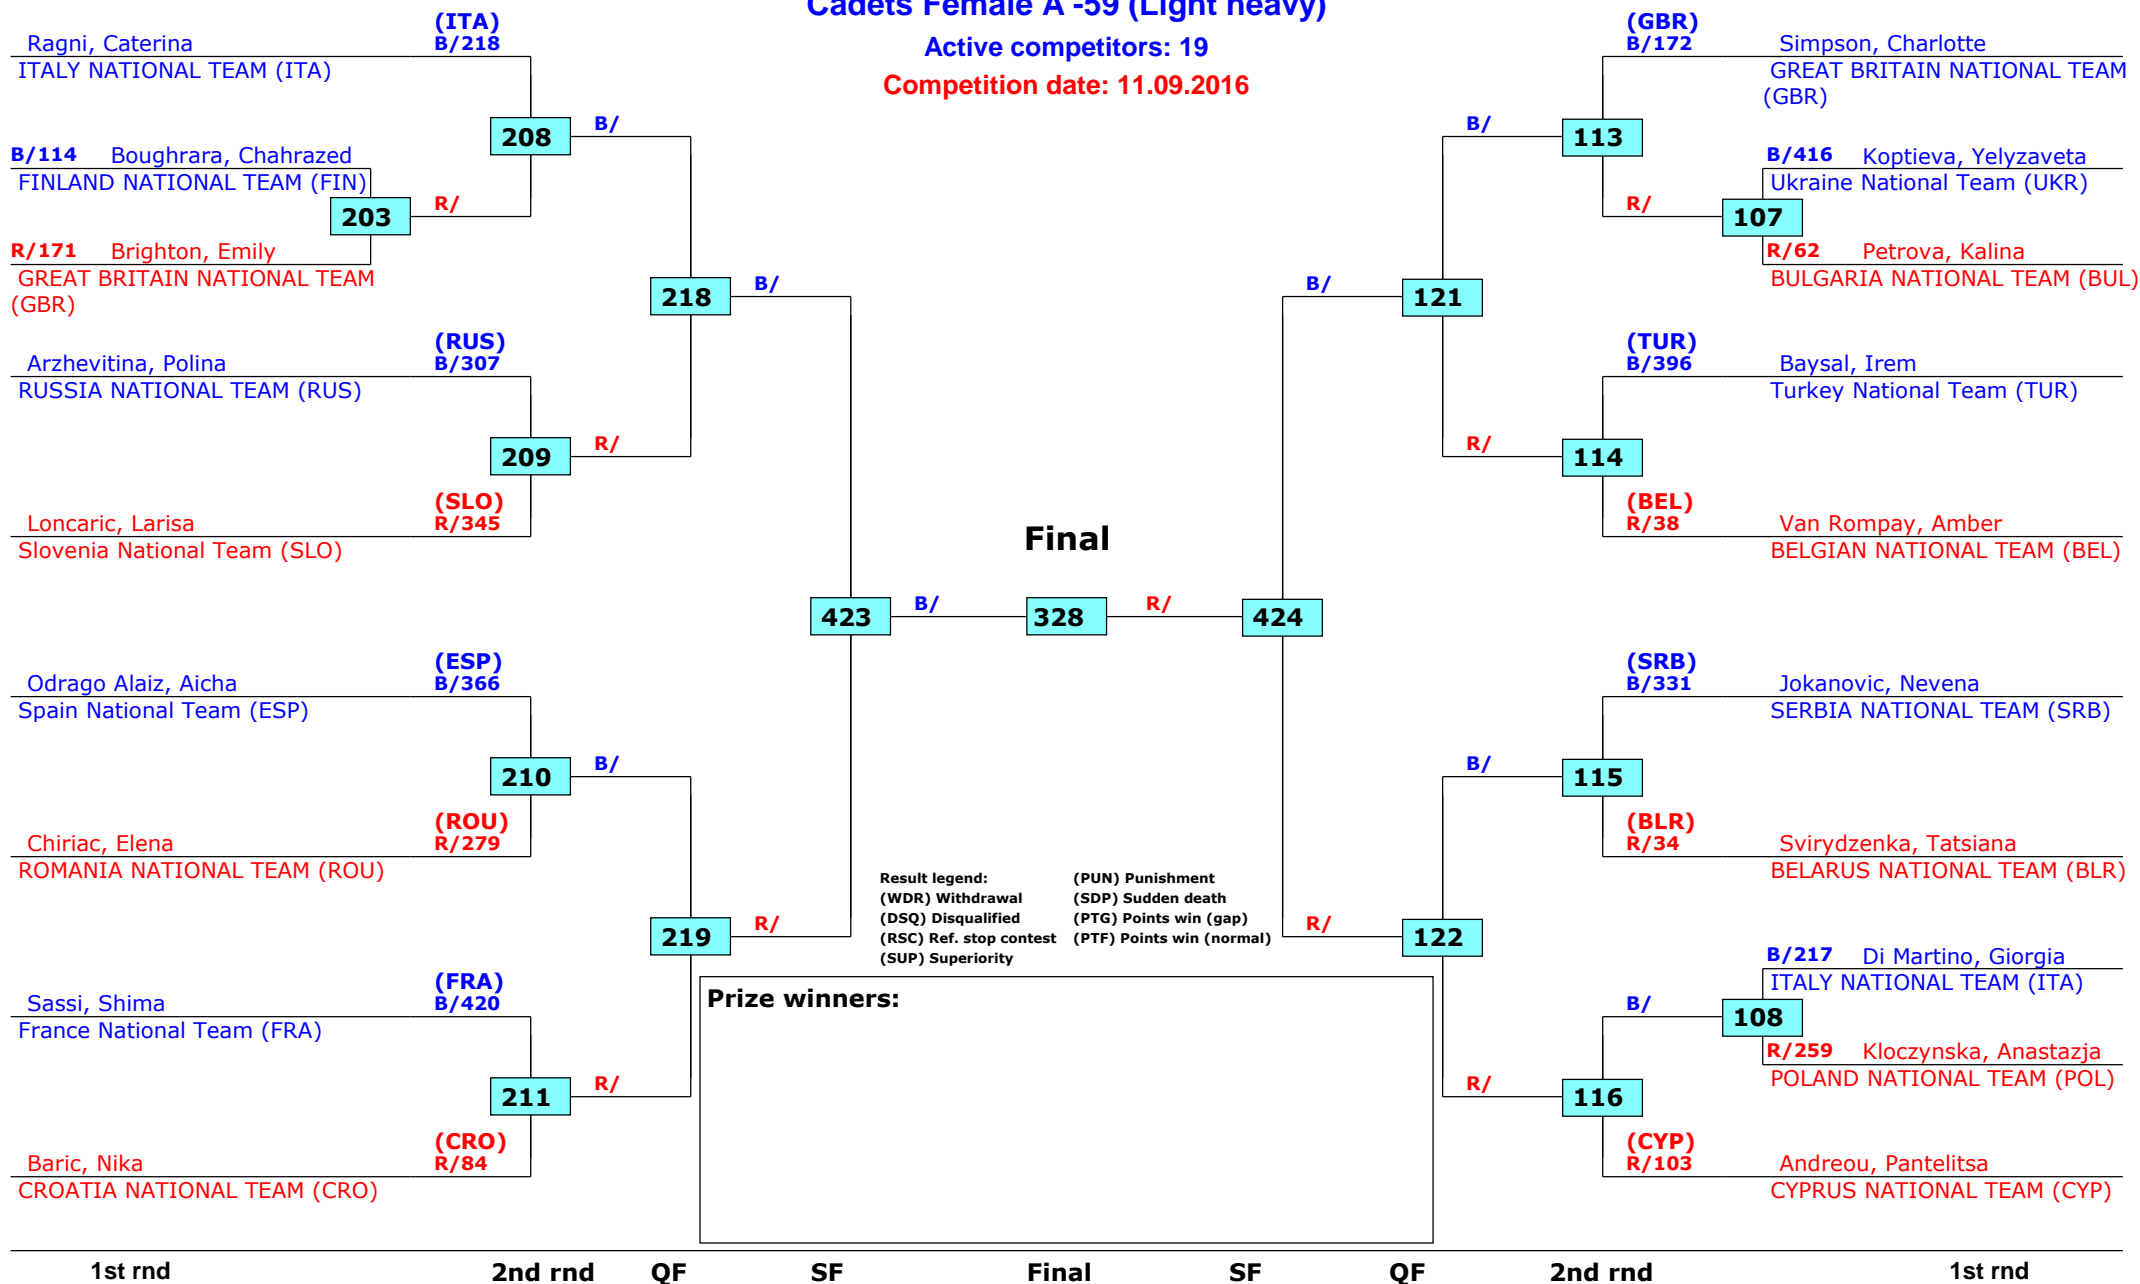 Cadets Female A -59 (Light heavy)
Active competitors: 19
Competition date: 11.09.2016
Ragni, Caterina
(ITA)
B/218
ITALY NATIONAL TEAM (ITA)
208
B/
B/114 Boughrara, Chahrazed
FINLAND NATIONAL TEAM (FIN)
203
R/
R/171 Brighton, Emily
GREAT BRITAIN NATIONAL TEAM
(GBR)
218
B/
Arzhevitina, Polina
(RUS)
B/307
RUSSIA NATIONAL TEAM (RUS)
209
R/
Loncaric, Larisa
(SLO)
R/345
Slovenia National Team (SLO)
423
B/
Odrago Alaiz, Aicha
(ESP)
B/366
Spain National Team (ESP)
210
B/
Chiriac, Elena
(ROU)
R/279
ROMANIA NATIONAL TEAM (ROU)
219
R/
Sassi, Shima
(FRA)
B/420
France National Team (FRA)
211
R/
Baric, Nika
(CRO)
R/84
CROATIA NATIONAL TEAM (CRO)
Final
328
R/
424
(GBR)
B/172
Simpson, Charlotte
GREAT BRITAIN NATIONAL TEAM
(GBR)
B/
113
B/416 Koptieva, Yelyzaveta
Ukraine National Team (UKR)
R/
107
R/62 Petrova, Kalina
BULGARIA NATIONAL TEAM (BUL)
B/
121
(TUR)
B/396
Baysal, Irem
Turkey National Team (TUR)
R/
114
(BEL)
R/38
Van Rompay, Amber
BELGIAN NATIONAL TEAM (BEL)
(SRB)
B/331
Jokanovic, Nevena
SERBIA NATIONAL TEAM (SRB)
B/
115
(BLR)
R/34
Svirydzenka, Tatsiana
BELARUS NATIONAL TEAM (BLR)
R/
122
B/217 Di Martino, Giorgia
ITALY NATIONAL TEAM (ITA)
B/
108
R/259 Kloczynska, Anastazja
POLAND NATIONAL TEAM (POL)
R/
116
(CYP)
R/103
Andreou, Pantelitsa
CYPRUS NATIONAL TEAM (CYP)
Result legend: (PUN) Punishment
(WDR) Withdrawal (SDP) Sudden death
(DSQ) Disqualified (PTG) Points win (gap)
(RSC) Ref. stop contest (PTF) Points win (normal)
(SUP) Superiority
Prize winners:
1st rnd 2nd rnd QF SF Final SF QF 2nd rnd 1st rnd